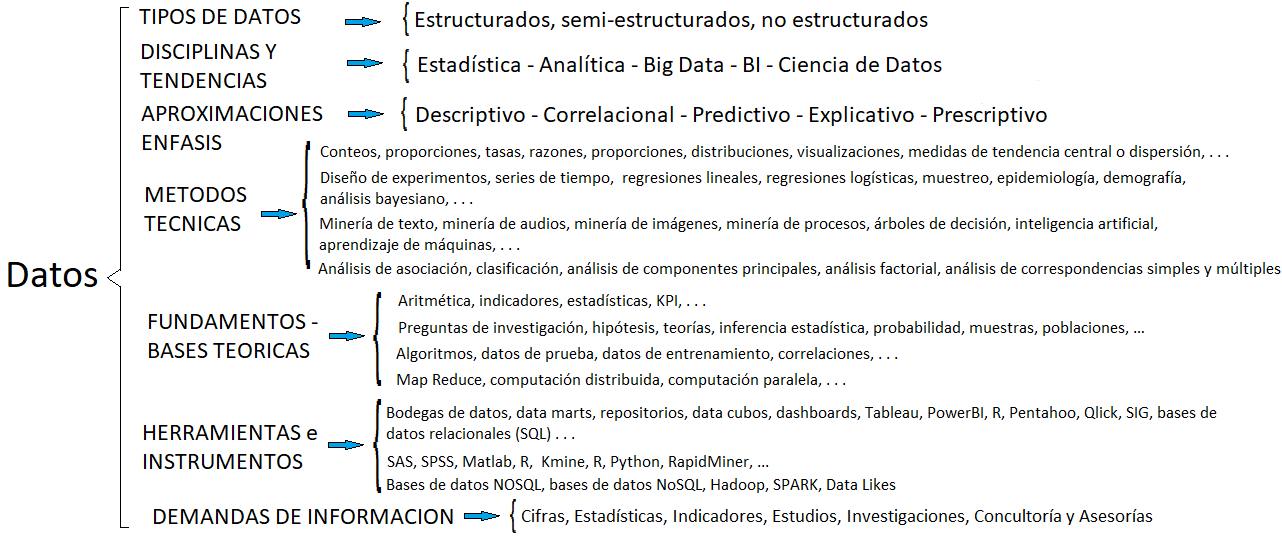 Datos
TIPOS DE DATOS
Estructurados, semi-estructurados, no estructurados
DISCIPLINAS Y
TENDENCIAS
Estadística - Analítica - Big Data - BI - Ciencia de Datos
APROXIMACIONES
ENFASIS
Descriptivo - Correlacional - Predictivo - Explicativo - Prescriptivo
METODOS
TECNICAS
Conteos, proporciones, tasas, razones, proporciones, distribuciones, visualizaciones, medidas de tendencia central o dispersión, . . .
Diseño de experimentos, series de tiempo,  regresiones lineales, regresiones logísticas, muestreo, epidemiología, demografía,
análisis bayesiano, . . .
Minería de texto, minería de audios, minería de imágenes, minería de procesos, árboles de decisión, inteligencia artificial,
aprendizaje de máquinas, . . .
Análisis de asociación, clasificación, análisis de componentes principales, análisis factorial, análisis de correspondencias simples y múltiples
FUNDAMENTOS -
BASES TEORICAS
Aritmética, indicadores, estadísticas, KPI, . . .
Preguntas de investigación, hipótesis, teorías, inferencia estadística, probabilidad, muestras, poblaciones, ...
Algoritmos, datos de prueba, datos de entrenamiento, correlaciones, . . .
Map Reduce, computación distribuida, computación paralela, . . .
HERRAMIENTAS e
INSTRUMENTOS
Bodegas de datos, data marts, repositorios, data cubos, dashboards, Tableau, PowerBI, R, Pentahoo, Qlick, SIG, bases de
datos relacionales (SQL) . . .
SAS, SPSS, Matlab, R,  Kmine, R, Python, RapidMiner, ...
Bases de datos NOSQL, bases de datos NoSQL, Hadoop, SPARK, Data Likes
DEMANDAS DE INFORMACION
Cifras, Estadísticas, Indicadores, Estudios, Investigaciones, Concultoría y Asesorías